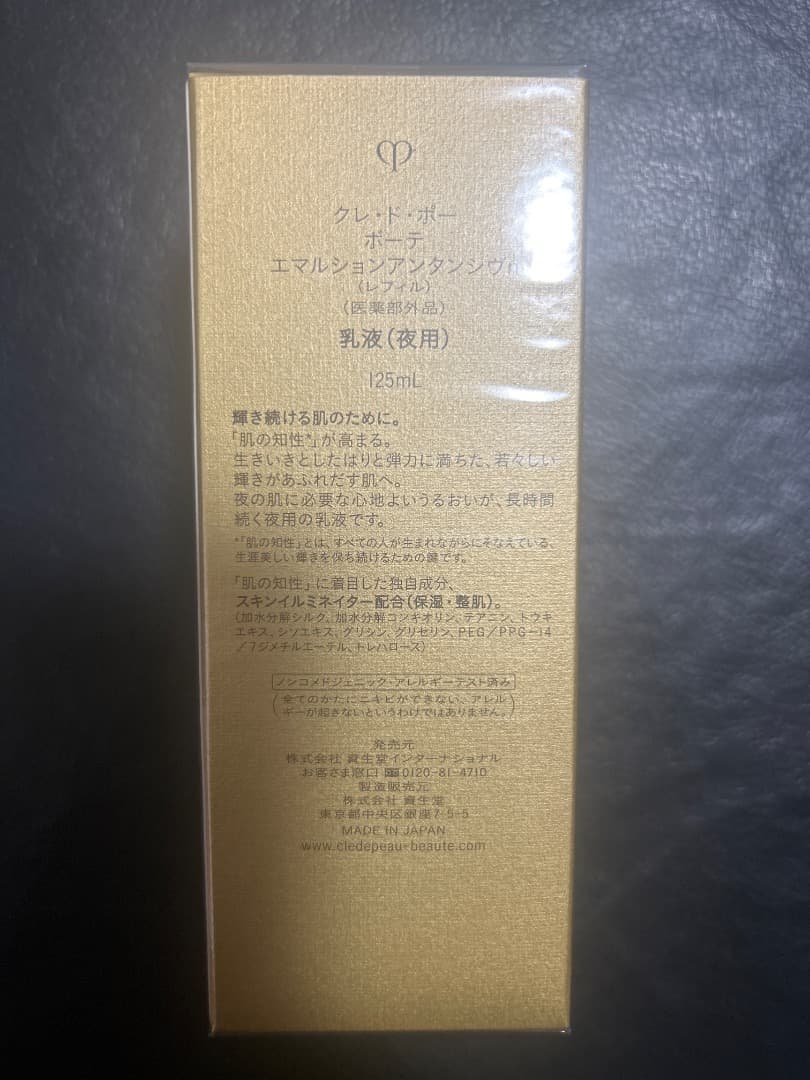 クレ・ド・ポー
ボーテ
エマルションアンタンシヴn
(レフィル)
(医薬部外品)
乳液(夜用)
125mL
輝き続ける肌のために。
「肌の知性*」が高まる。
生きいきとしたはりと弾力に満ちた、若々しい
輝きがあふれだす肌へ。
夜の肌に必要な心地よいうるおいが、長時間
続く夜用の乳液です。
*「肌の知性」とは、すべての人が生まれながらにそなえている、
生涯美しい輝きを保ち続けるための鍵です。
「肌の知性」に着目した独自成分、
スキンイルミネイター配合(保湿・整肌)。
(加水分解シルク、加水分解コンキオリン、テアニン、トウキ
エキス、シソエキス、グリシン、グリセリン、PEG/PPG-14
/7ジメチルエーテル、トレハロース)
ノンコメドジェニック・アレルギーテスト済み
(全てのかたにニキビができない、アレル
ギーが起きないというわけではありません。)
発売元
株式会社 資生堂インターナショナル
お客さま窓口 0120-81-4710
製造販売元
株式会社 資生堂
東京都中央区銀座7-5-5
MADE IN JAPAN
www.cledepeau-beaute.com